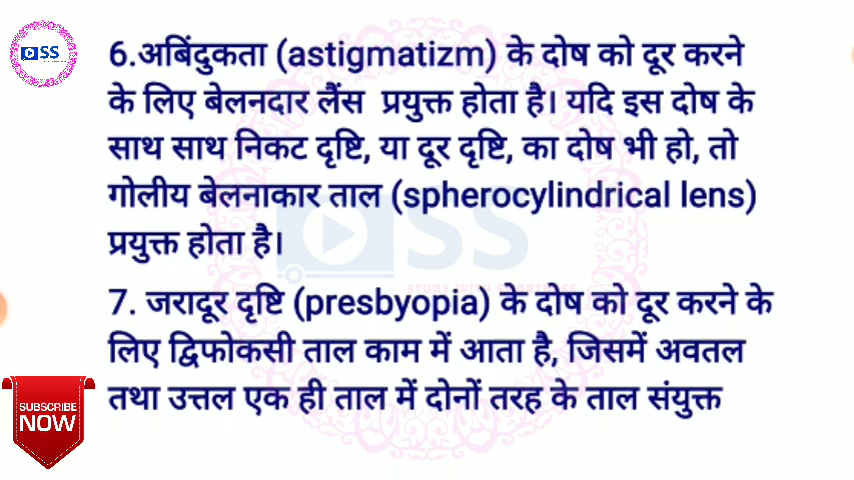 SS
6.अबिंदुकता (astigmatizm) के दोष को दूर करने
के लिए बेलनदार लैंस प्रयुक्त होता है। यदि इस दोष के
साथ साथ निकट दृष्टि, या दूर दृष्टि, का दोष भी हो, तो
गोलीय बेलनाकार ताल (spherocylindrical lens)
प्रयुक्त होता है।
SS
7. जरादूर दृष्टि (presbyopia) के दोष को दूर करने के
लिए द्विफोकसी ताल काम में आता है, जिसमें अवतल
तथा उत्तल एक ही ताल में दोनों तरह के ताल संयुक्त
SUBSCRIBE
NOW